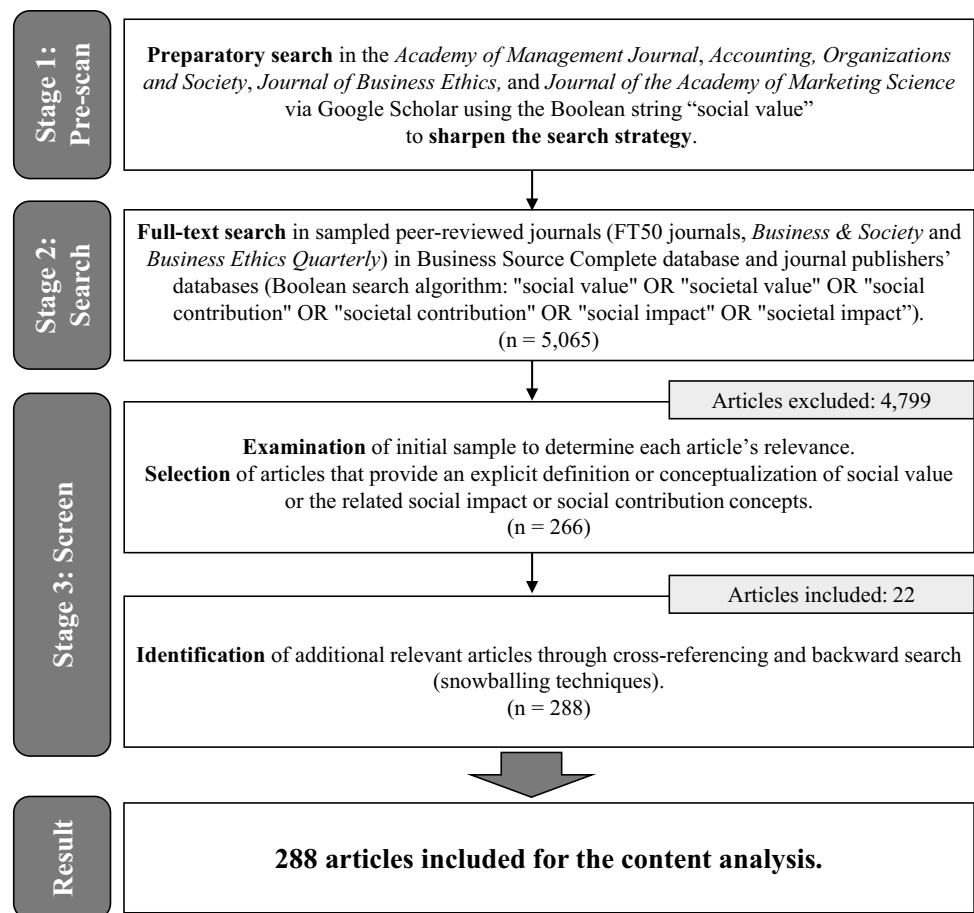 Stage 1:
Pre-scan
Preparatory search in the Academy of Management Journal, Accounting, Organizations
and Society, Journal of Business Ethics, and Journal of the Academy of Marketing Science
via Google Scholar using the Boolean string “social value”
to sharpen the search strategy.
Stage 2:
Search
Full-text search in sampled peer-reviewed journals (FT50 journals, Business & Society and
Business Ethics Quarterly) in Business Source Complete database and journal publishers’
databases (Boolean search algorithm: "social value" OR "societal value" OR "social
contribution" OR "societal contribution" OR "social impact" OR "societal impact”).
(n = 5,065)
Stage 3: Screen
Articles excluded: 4,799
Examination of initial sample to determine each article’s relevance.
Selection of articles that provide an explicit definition or conceptualization of social value
or the related social impact or social contribution concepts.
(n = 266)
Articles included: 22
Identification of additional relevant articles through cross-referencing and backward search
(snowballing techniques).
(n = 288)
Result
288 articles included for the content analysis.